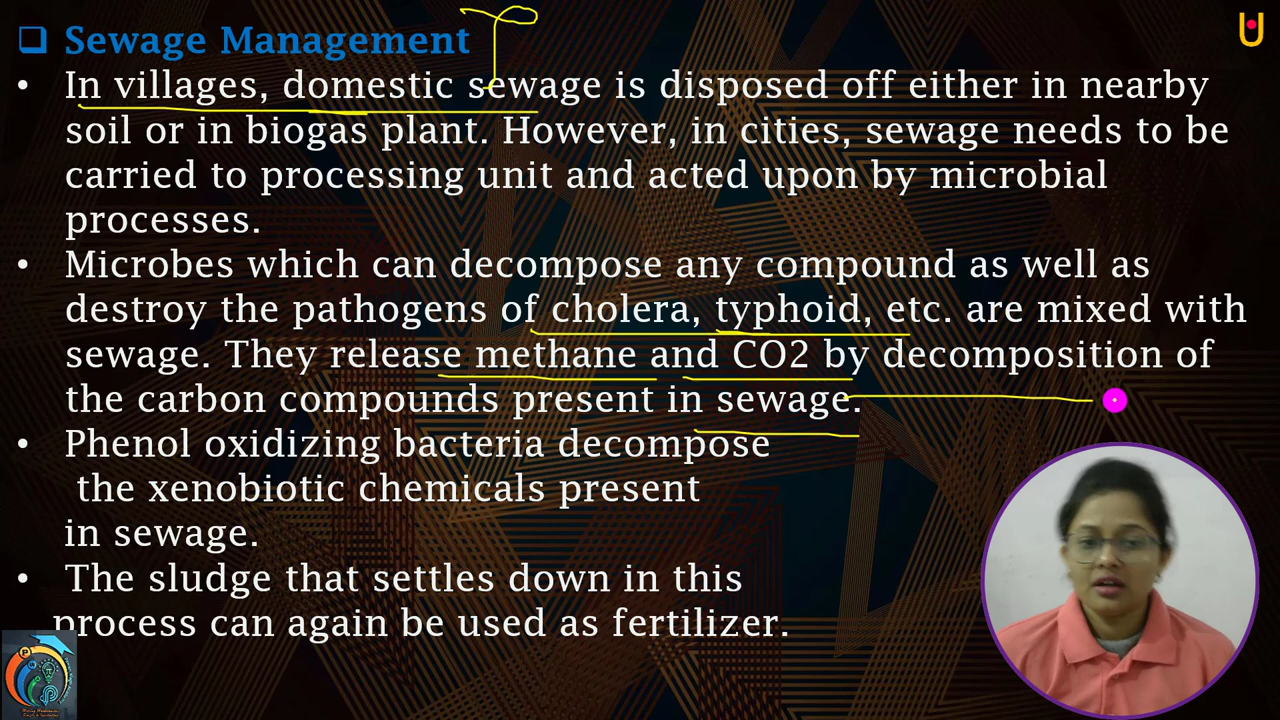 ❑ Sewage Management
• In villages, domestic sewage is disposed off either in nearby
soil or in biogas plant. However, in cities, sewage needs to be
carried to processing unit and acted upon by microbial
processes.
• Microbes which can decompose any compound as well as
destroy the pathogens of cholera, typhoid, etc. are mixed with
sewage. They release methane and CO2 by decomposition of
the carbon compounds present in sewage.
• Phenol oxidizing bacteria decompose
the xenobiotic chemicals present
in sewage.
• The sludge that settles down in this
process can again be used as fertilizer.